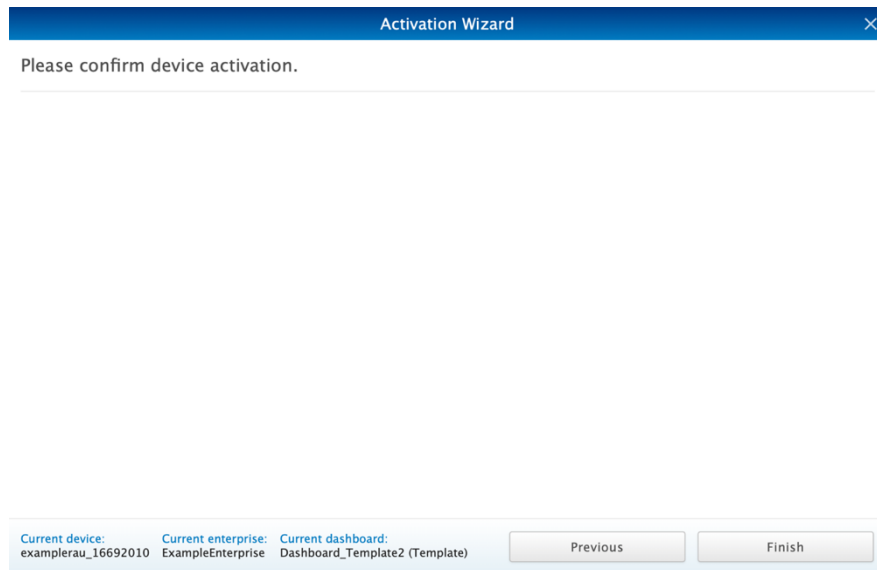 Activation Wizard
Please confirm device activation.
Current device: Current enterprise: Current dashboard:
examplerau_16692010 ExampleEnterprise Dashboard_Template2 (Template)
Previous Finish